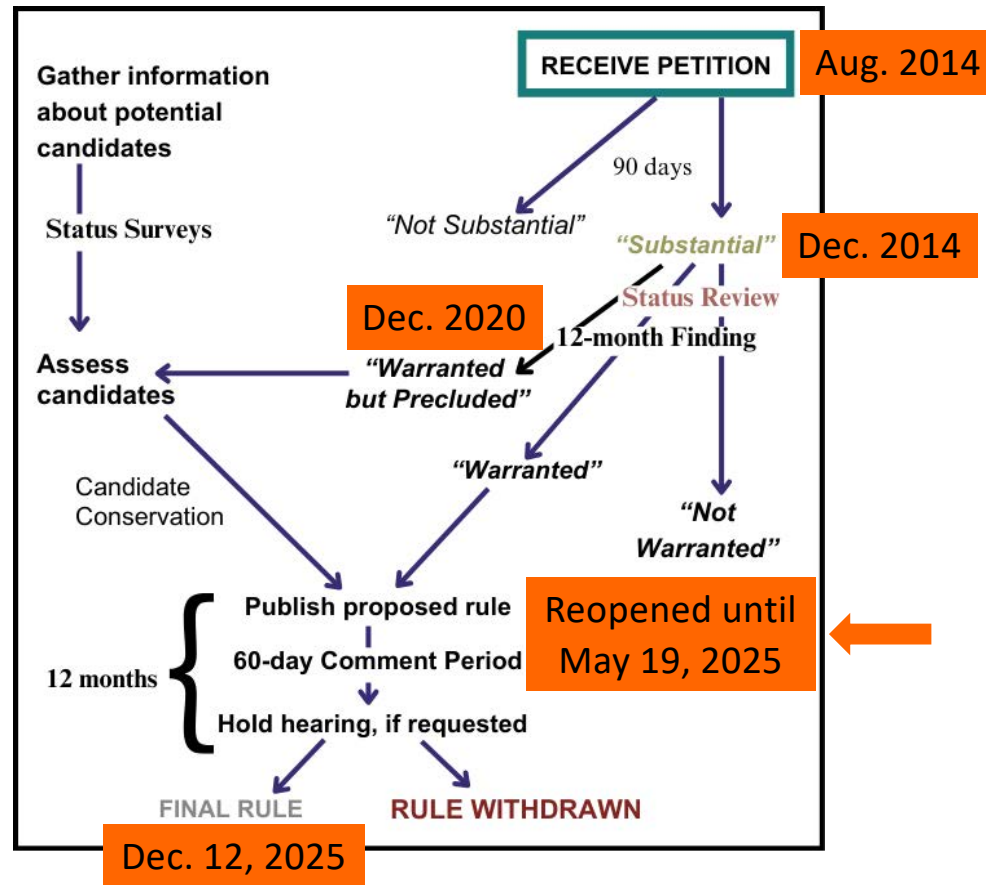 RECEIVE PETITION
Aug. 2014
Gather information
about potential
candidates
90 days
Status Surveys
“Not Substantial”
“Substantial”
Dec. 2014
Status Review
Dec. 2020
12-month Finding
Assess
candidates
“Warranted
but Precluded”
“Warranted”
Candidate
Conservation
“Not
Warranted”
Publish proposed rule
Reopened until
May 19, 2025
60-day Comment Period
12 months
Hold hearing, if requested
FINAL RULE
RULE WITHDRAWN
Dec. 12, 2025